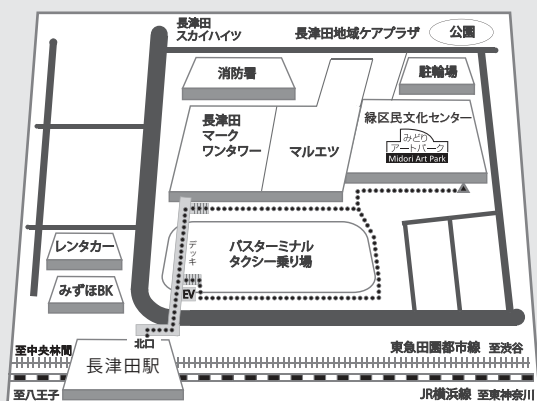 長津田
スカイハイツ
長津田地域ケアプラザ
公園
消防署
駐輪場
長津田
マーク
ワンタワー
マルエツ
緑区民文化センター
みどり
アートパーク
Midori Art Park
レンタカー
デッキ
バスターミナル
タクシー乗り場
みずほBK
EV
北口
至中央林間
東急田園都市線 至渋谷
長津田駅
至八王子
JR横浜線 至東神奈川